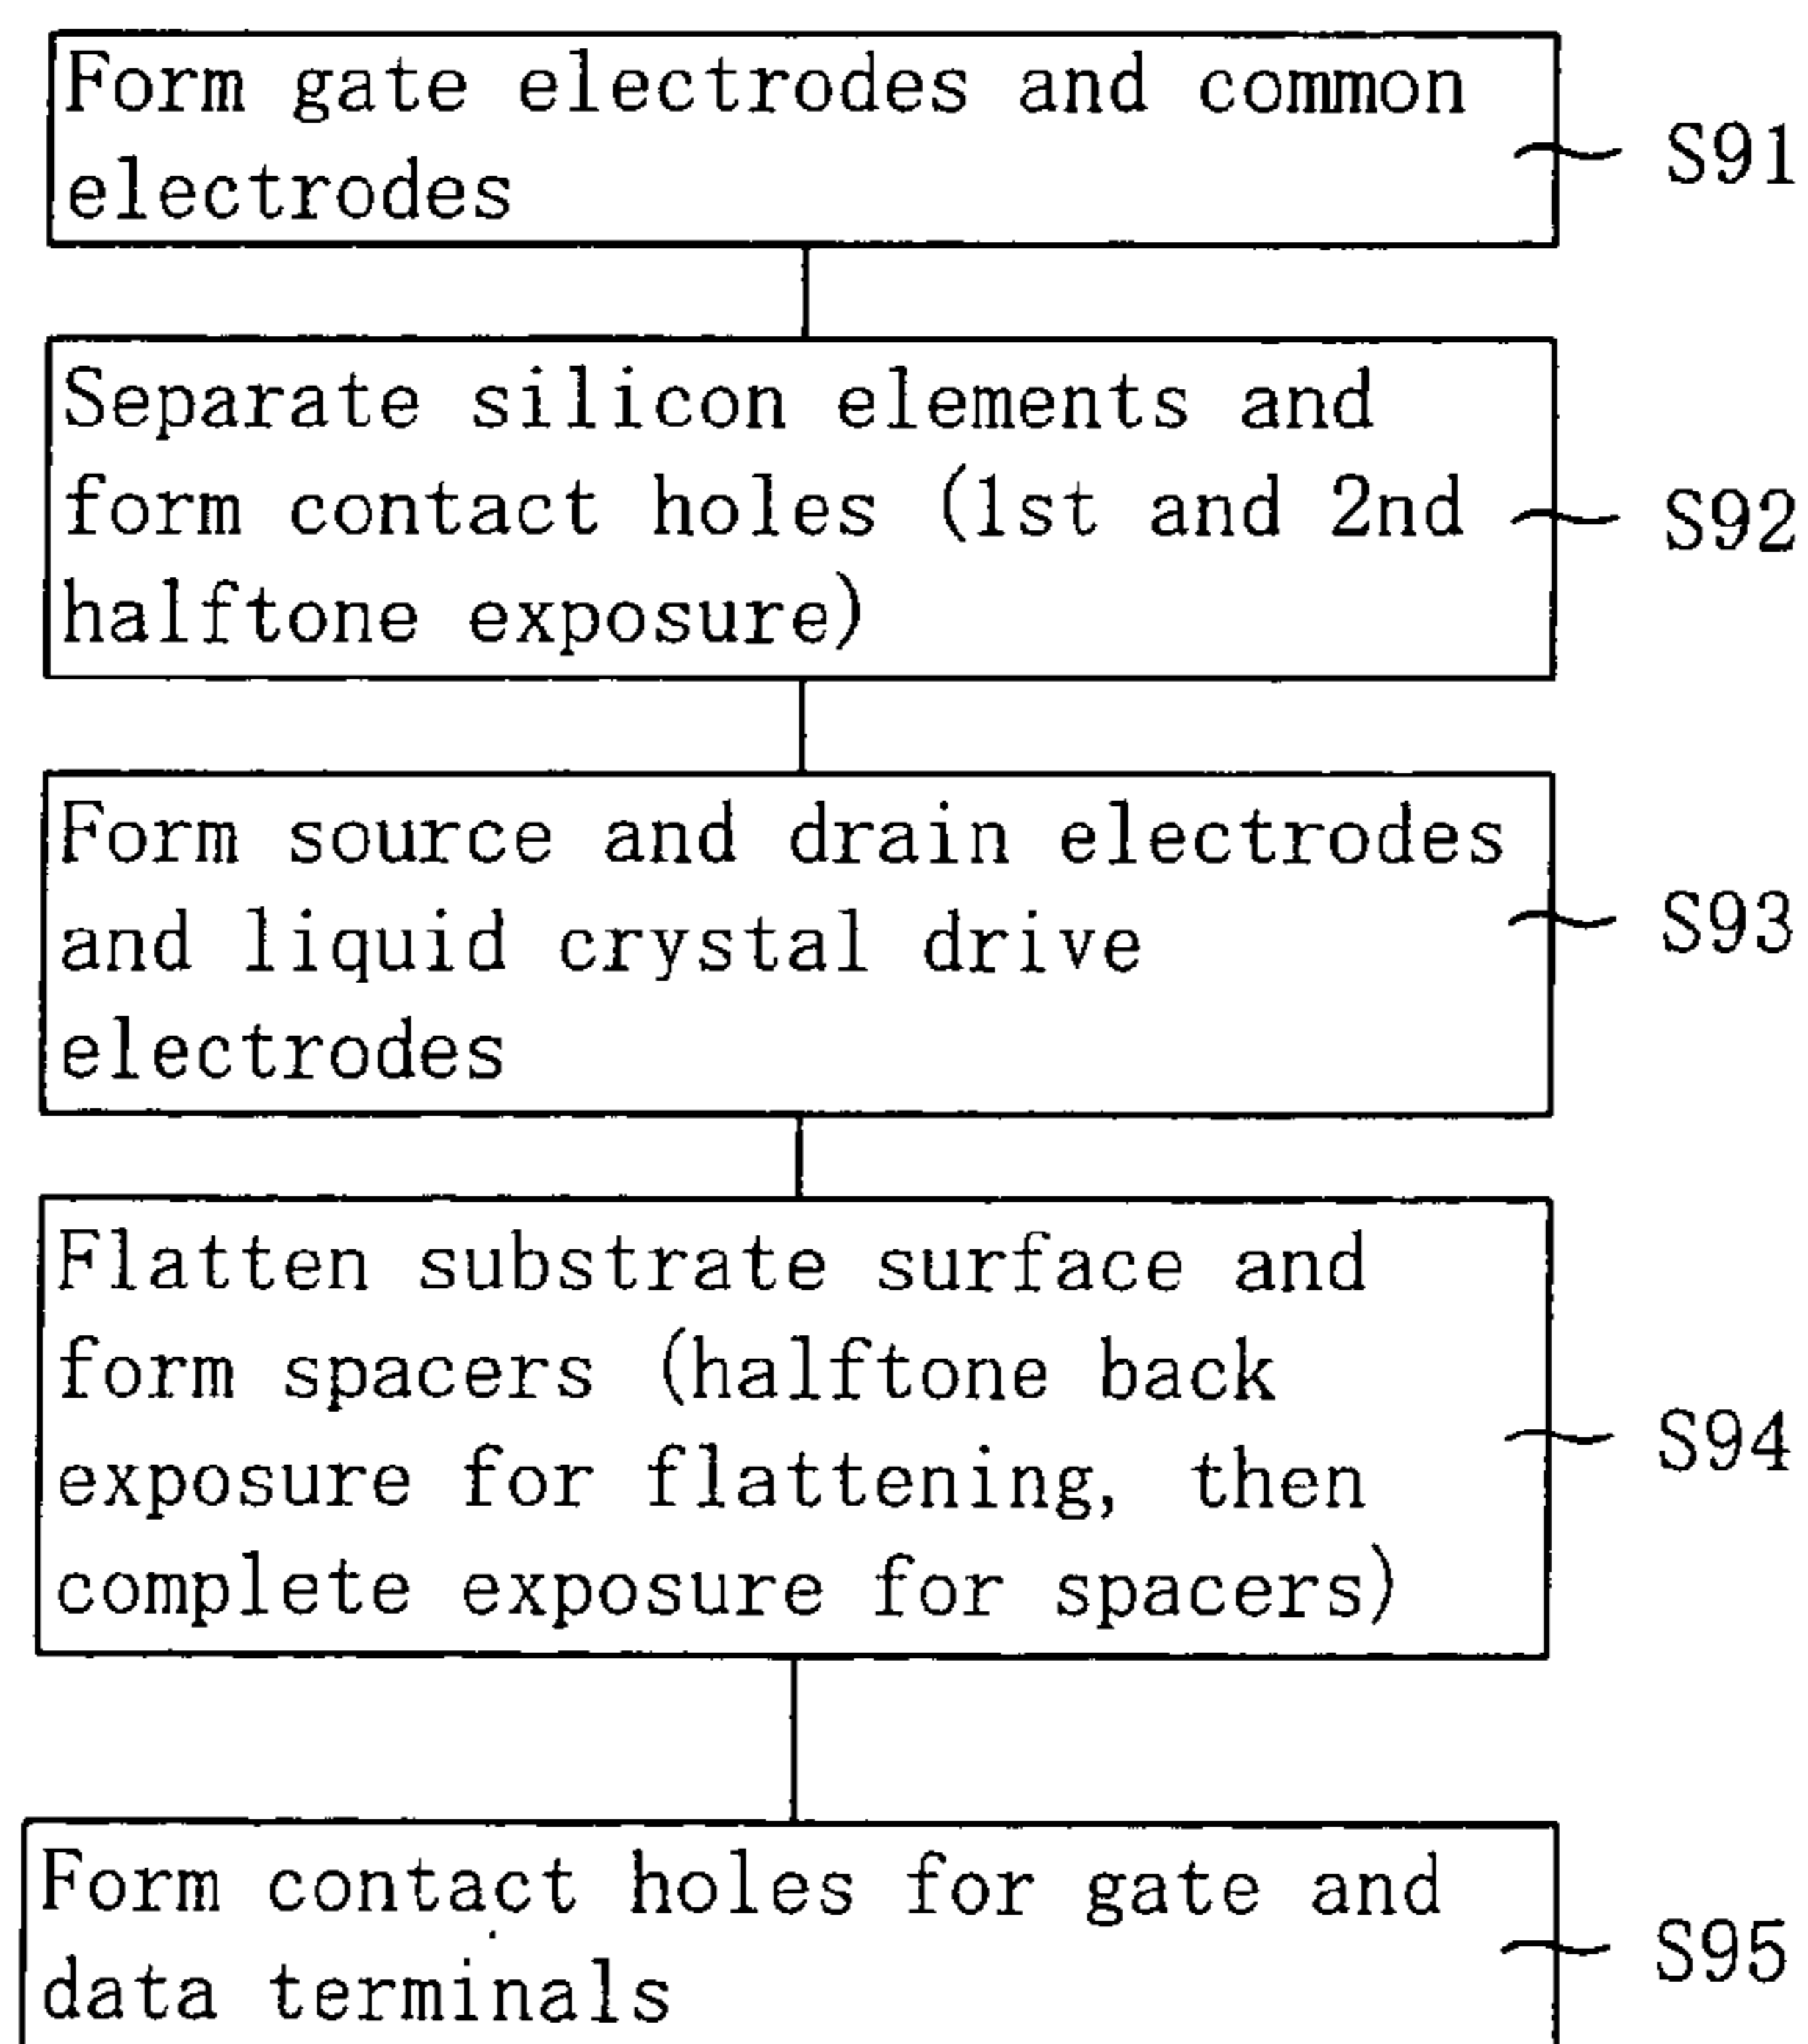 Form gate electrodes and common
electrodes
S91
Separate silicon elements and
form contact holes (1st and 2nd
halftone exposure)
S92
Form source and drain electrodes
and liquid crystal drive
electrodes
S93
Flatten substrate surface and
form spacers (halftone back
exposure for flattening, then
complete exposure for spacers)
S94
Form contact holes for gate and
data terminals
S95